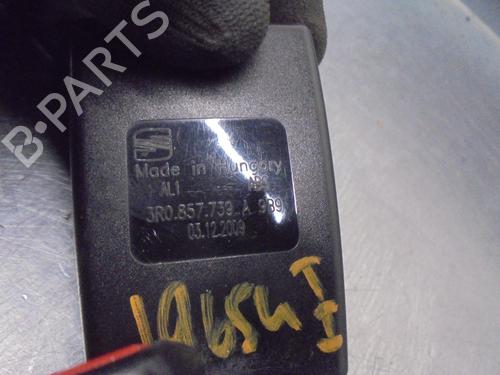 B-PARTS
Made in Hungary
AL1
3R0.857.739 A 9B9
03.12.2009
19654 I
I